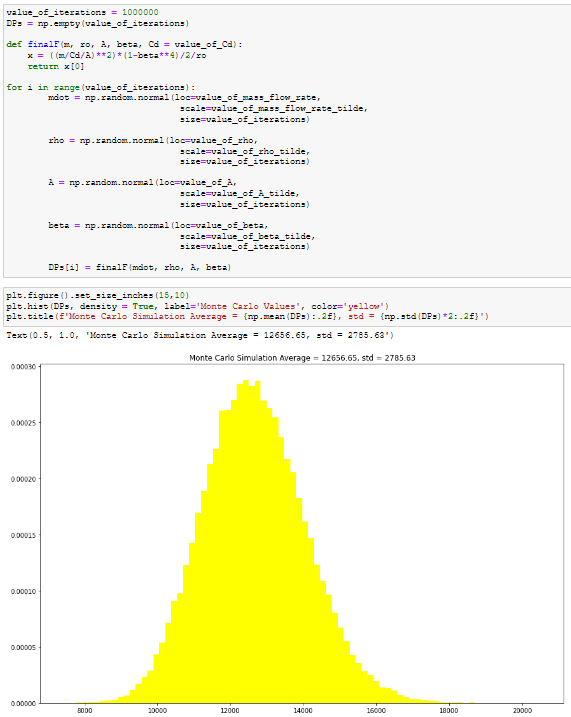 value_of_iterations = 1000000
DPs = np.empty(value_of_iterations)
def finalF(m, ro, A, beta, Cd = value_of_Cd):
    x = ((m/Cd/A)**2)*(1-beta**4)/2/ro
    return x[0]
for i in range(value_of_iterations):
        mdot = np.random.normal(loc=value_of_mass_flow_rate,
                                scale=value_of_mass_flow_rate_tilde,
                                size=value_of_iterations)
        rho = np.random.normal(loc=value_of_rho,
                                scale=value_of_rho_tilde,
                                size=value_of_iterations)
        A = np.random.normal(loc=value_of_A,
                                scale=value_of_A_tilde,
                                size=value_of_iterations)
        beta = np.random.normal(loc=value_of_beta,
                                scale=value_of_beta_tilde,
                                size=value_of_iterations)
        DPs[i] = finalF(mdot, rho, A, beta)
plt.figure().set_size_inches(15,10)
plt.hist(DPs, density = True, label='Monte Carlo Values', color='yellow')
plt.title(f'Monte Carlo Simulation Average = {np.mean(DPs):.2f}, std = {np.std(DPs)*2:.2f}')
Text(0.5, 1.0, 'Monte Carlo Simulation Average = 12656.65, std = 2785.63')
Monte Carlo Simulation Average = 12656.65, std = 2785.63
0.00030
0.00025
0.00020
0.00015
0.00010
0.00005
0.00000
8000 10000 12000 14000 16000 18000 20000